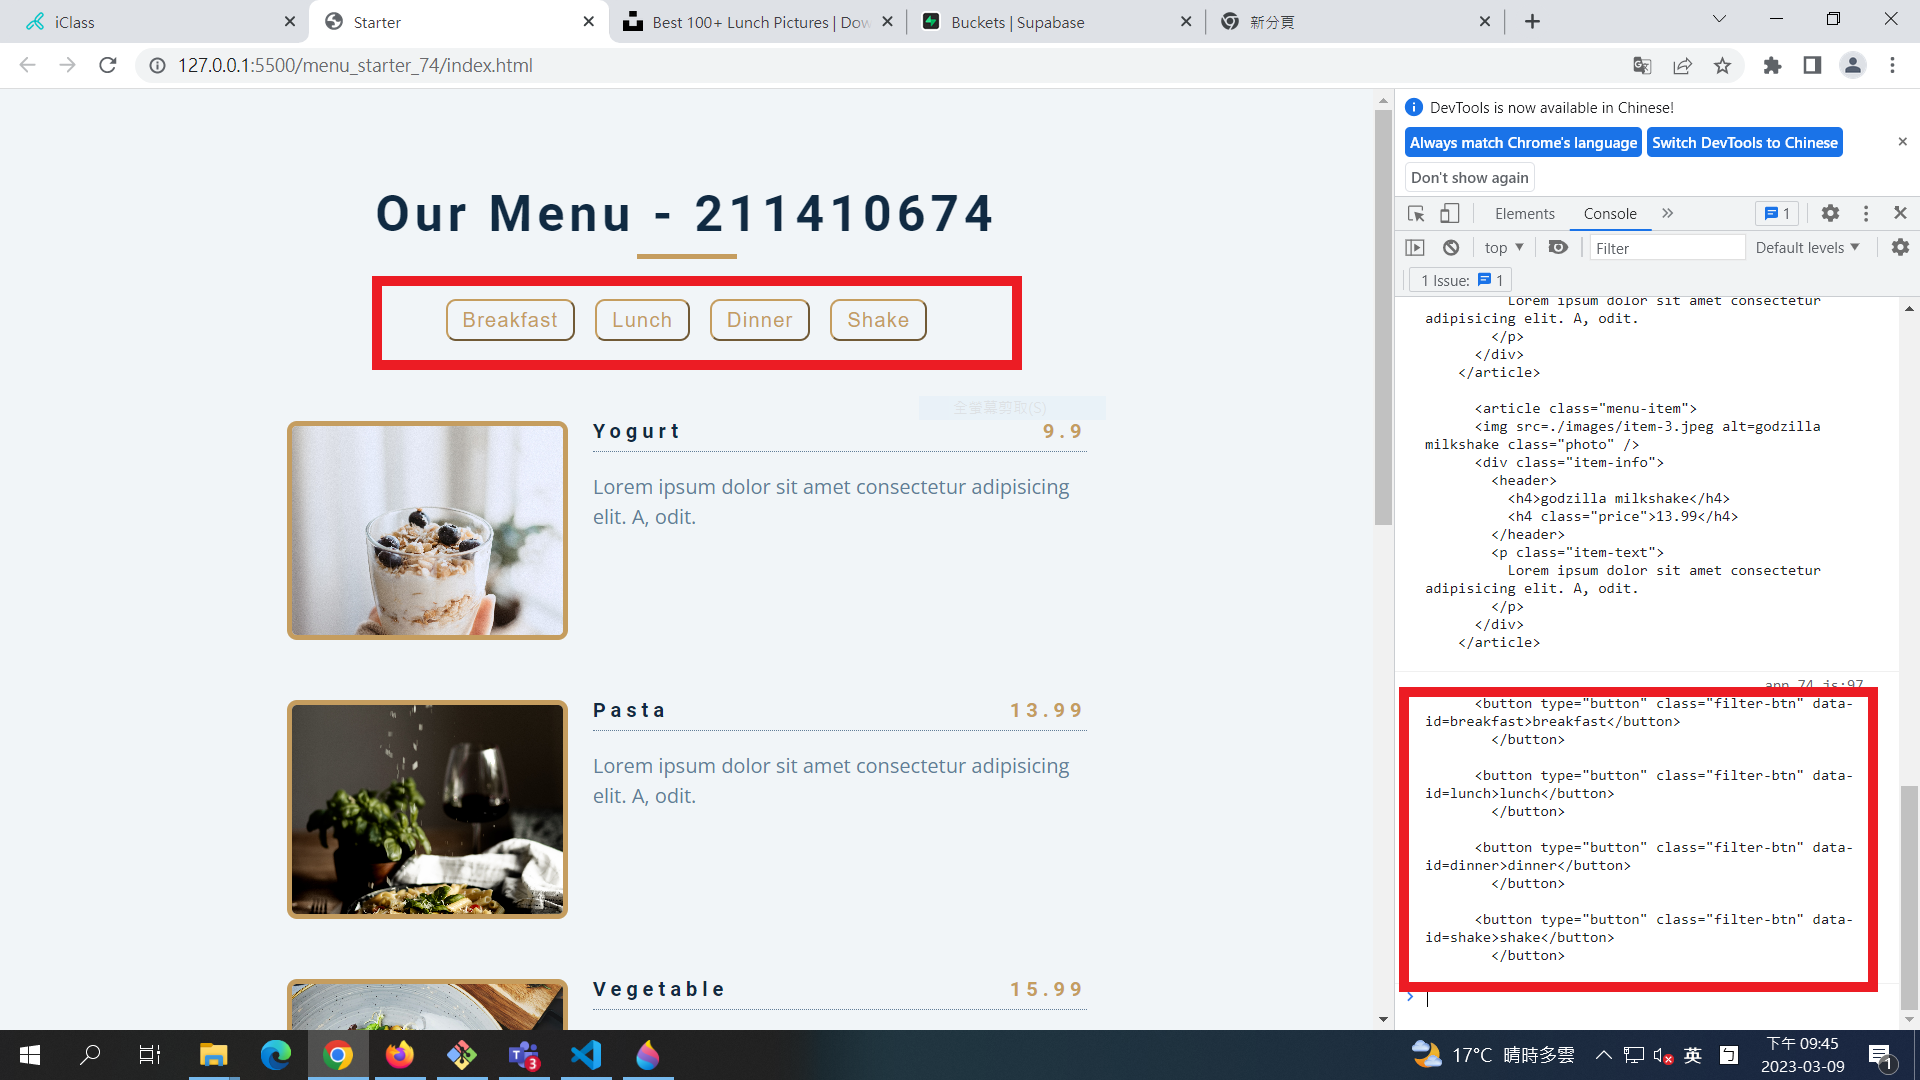 iClass
Starter
Best 100+ Lunch Pictures | Dow
Buckets | Supabase
新分頁
127.0.0.1:5500/menu_starter_74/index.html
Our Menu - 211410674
Breakfast
Lunch
Dinner
Shake
全螢幕剪取(S)
Yogurt
9.9
Lorem ipsum dolor sit amet consectetur adipisicing
elit. A, odit.
Pasta
13.99
Lorem ipsum dolor sit amet consectetur adipisicing
elit. A, odit.
Vegetable
15.99
DevTools is now available in Chinese!
Always match Chrome's language
Switch DevTools to Chinese
Don't show again
Elements
Console
1
top
Filter
Default levels
1 Issue:
1
Lorem ipsum dolor sit amet consectetur
adipisicing elit. A, odit.
</p>
</div>
</article>
<article class="menu-item">
<img src=./images/item-3.jpeg alt=godzilla
milkshake class="photo" />
<div class="item-info">
<header>
<h4>godzilla milkshake</h4>
<h4 class="price">13.99</h4>
</header>
<p class="item-text">
Lorem ipsum dolor sit amet consectetur
adipisicing elit. A, odit.
</p>
</div>
</article>
<button type="button" class="filter-btn" data-
id=breakfast>breakfast</button>
</button>
<button type="button" class="filter-btn" data-
id=lunch>lunch</button>
</button>
<button type="button" class="filter-btn" data-
id=dinner>dinner</button>
</button>
<button type="button" class="filter-btn" data-
id=shake>shake</button>
</button>
3
17°C 晴時多雲
英
下午 09:45
2023-03-09
1